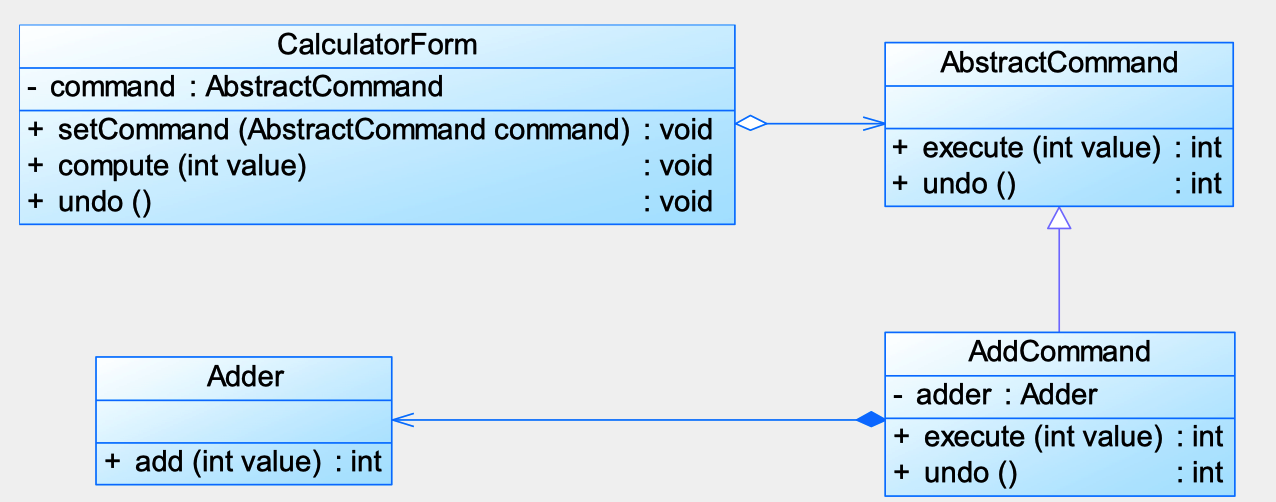 CalculatorForm
- command : AbstractCommand
+ setCommand (AbstractCommand command) : void
+ compute (int value) : void
+ undo () : void
AbstractCommand
+ execute (int value) : int
+ undo () : int
Adder
+ add (int value) : int
AddCommand
- adder : Adder
+ execute (int value) : int
+ undo () : int